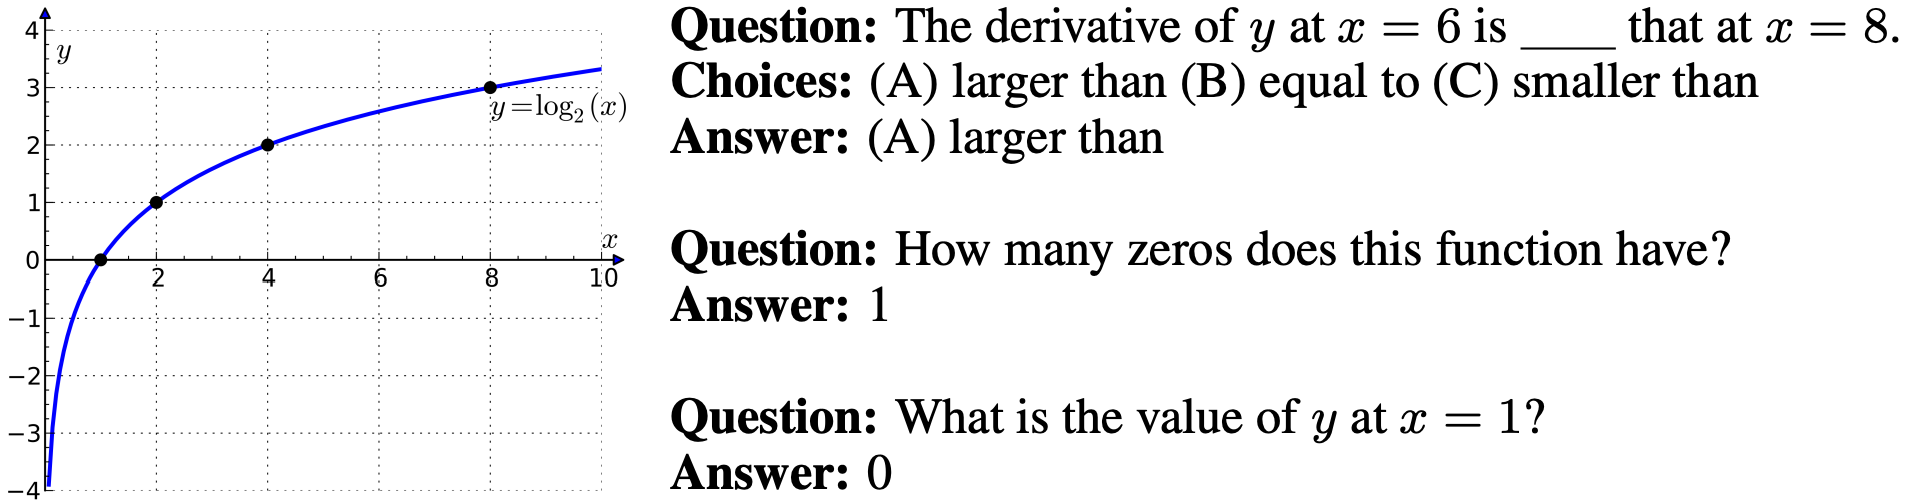 4
y
3
y=log₂(x)
2
1
x
0
2
4
6
8
10
−1
−2
−3
−4
Question: The derivative of y at x = 6 is ____ that at x = 8.
Choices: (A) larger than (B) equal to (C) smaller than
Answer: (A) larger than
Question: How many zeros does this function have?
Answer: 1
Question: What is the value of y at x = 1?
Answer: 0